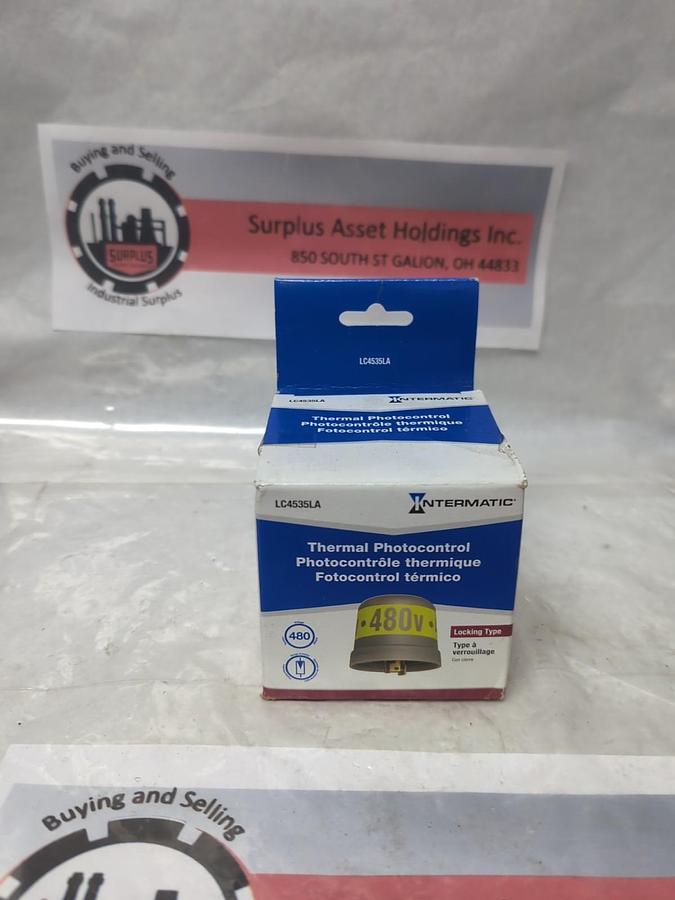 Buying and Selling
SURPLUS
Industrial Surplus
Surplus Asset Holdings Inc.
850 SOUTH ST GALION, OH 44833
LC4535LA
LC4535LA
INTERMATIC
Thermal Photocontrol
Photocontrôle thermique
Fotocontrol térmico
LC4535LA
INTERMATIC
Thermal Photocontrol
Photocontrôle thermique
Fotocontrol térmico
480
480v
Locking Type
Type à
verrouillage
Con cierre
Buying and Selling